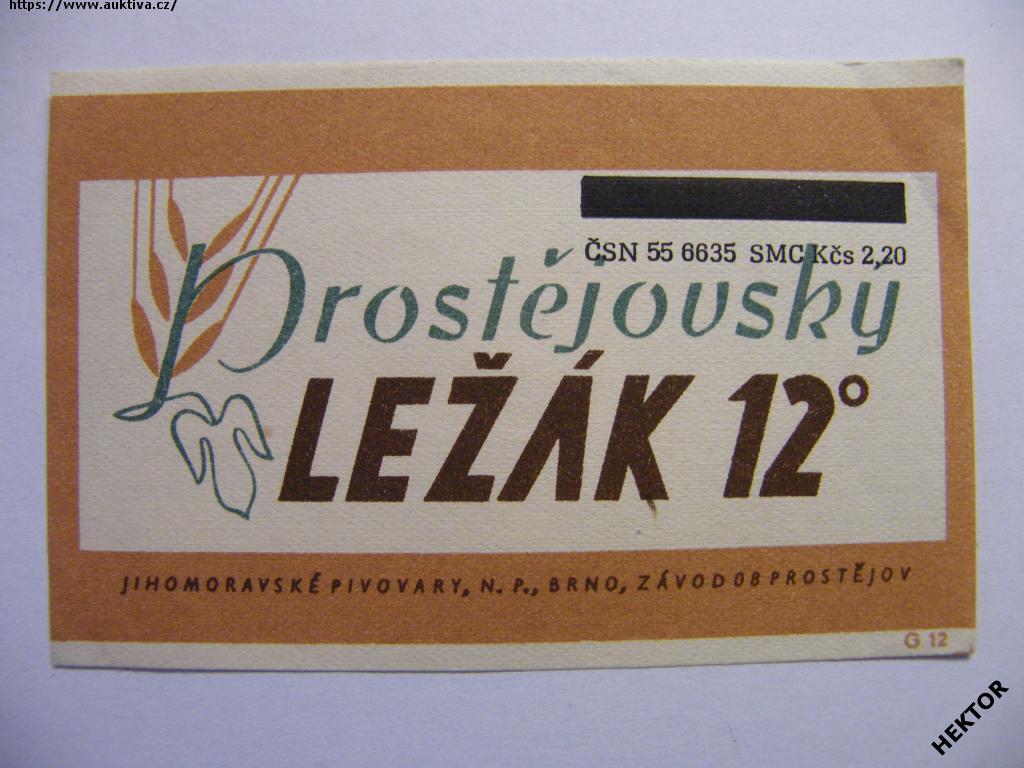 https://www.auktiva.cz/
ČSN 55 6635 SMC Kčs 2,20
Prostějovský
LEŽÁK 12°
JIHOMORAVSKÉ PIVOVARY, N. P., BRNO, ZÁVOD 08 PROSTĚJOV
G 12
HEKTOR